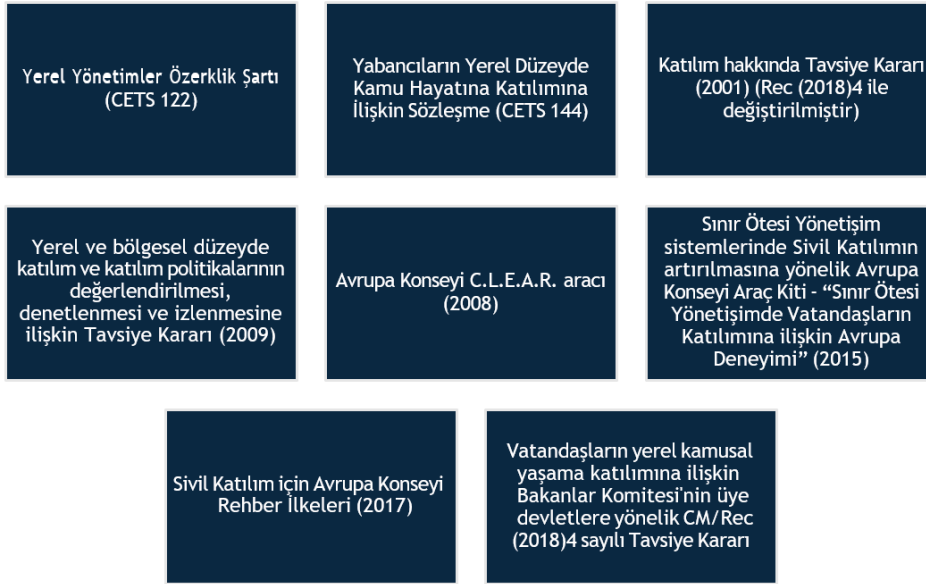 Yerel Yönetimler Özerklik Şartı
(CETS 122)
Yabancıların Yerel Düzeyde
Kamu Hayatına Katılımına
İlişkin Sözleşme (CETS 144)
Katılım hakkında Tavsiye Kararı
(2001) (Rec (2018)4 ile
değiştirilmiştir)
Yerel ve bölgesel düzeyde
katılım ve katılım politikalarının
değerlendirilmesi,
denetlenmesi ve izlenmesine
ilişkin Tavsiye Kararı (2009)
Avrupa Konseyi C.L.E.A.R. aracı
(2008)
Sınır Ötesi Yönetişim
sistemlerinde Sivil Katılımın
artırılmasına yönelik Avrupa
Konseyi Araç Kiti - “Sınır Ötesi
Yönetişimde Vatandaşların
Katılımına ilişkin Avrupa
Deneyimi” (2015)
Sivil Katılım için Avrupa Konseyi
Rehber İlkeleri (2017)
Vatandaşların yerel kamusal
yaşama katılımına ilişkin
Bakanlar Komitesi'nin üye
devletlere yönelik CM/Rec
(2018)4 sayılı Tavsiye Kararı